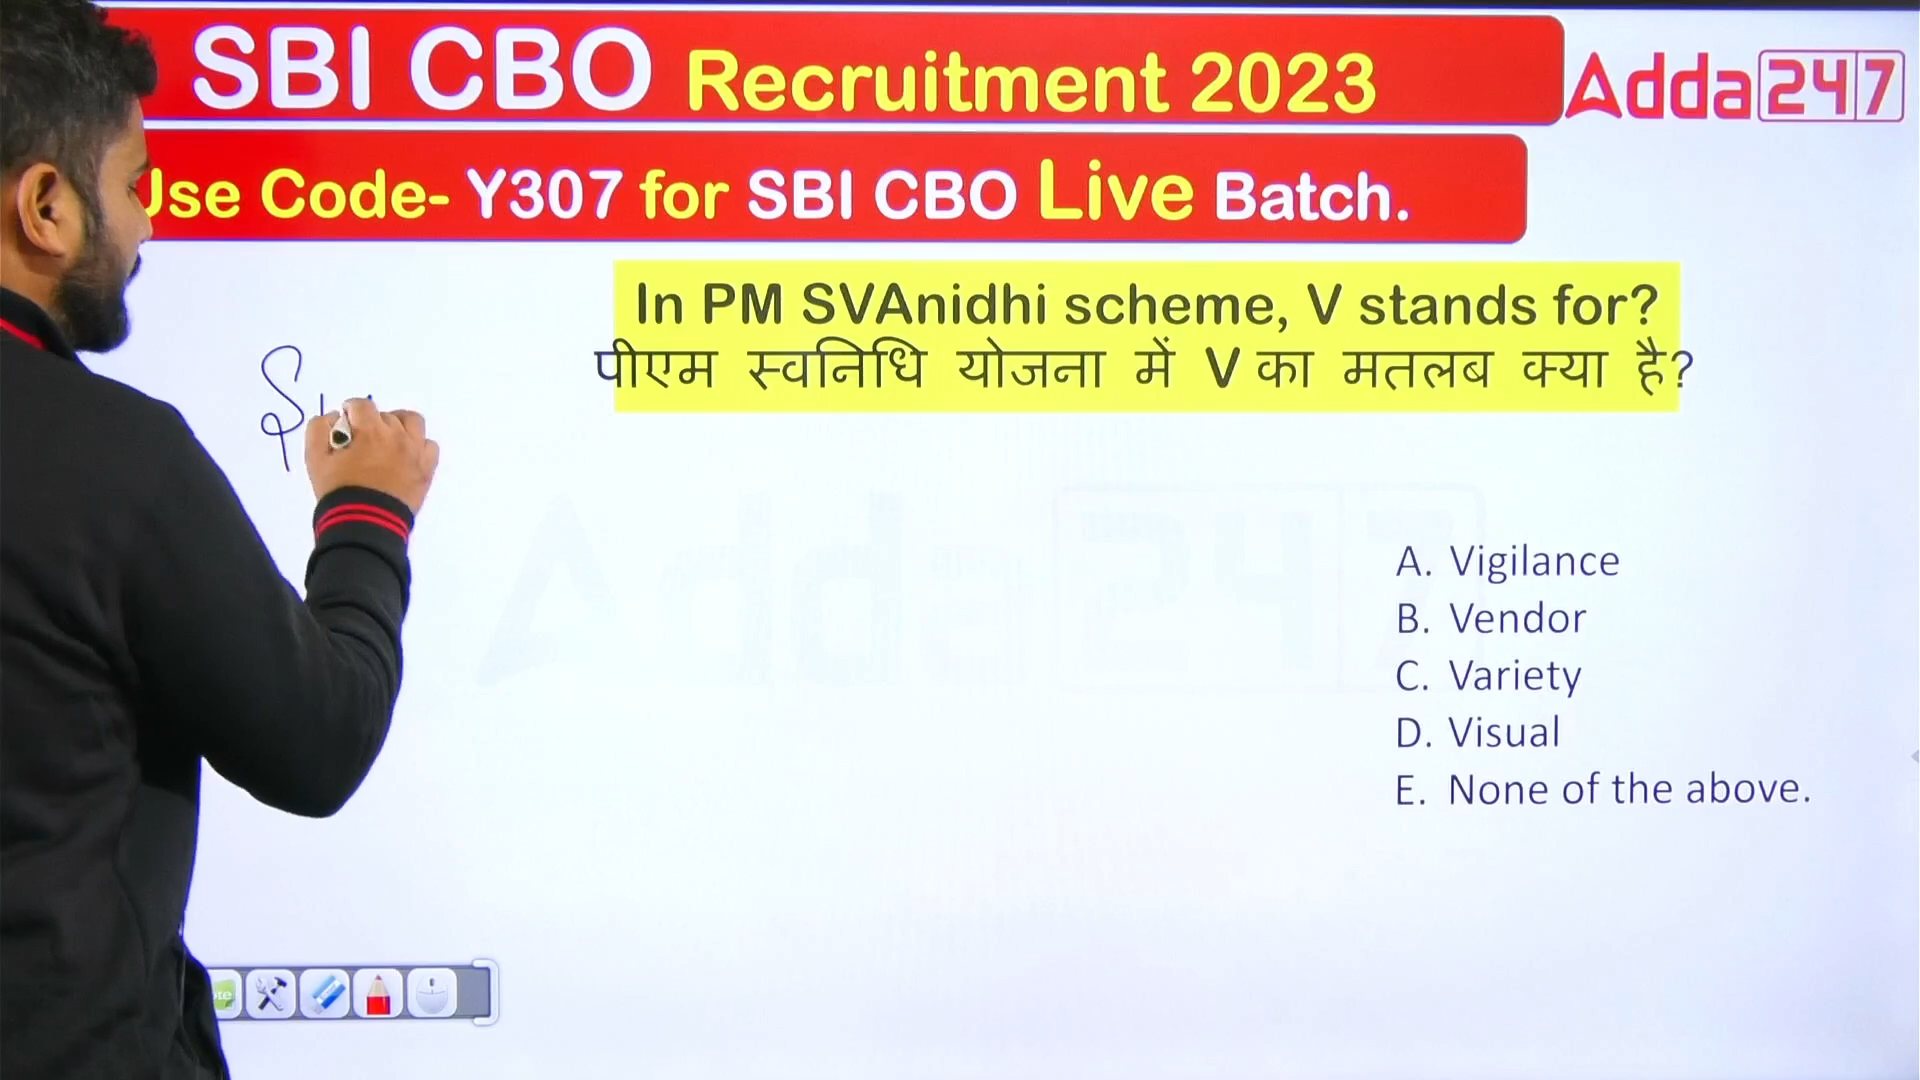 SBI CBO Recruitment 2023
Adda247
Use Code- Y307 for SBI CBO Live Batch.
In PM SVAnidhi scheme, V stands for?
पीएम स्वनिधि योजना में V का मतलब क्या है?
A. Vigilance
B. Vendor
C. Variety
D. Visual
E. None of the above.